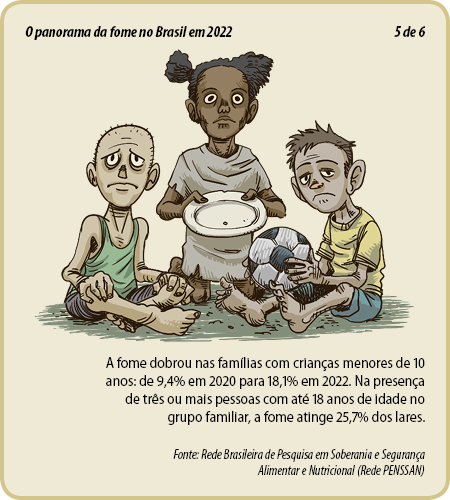 O panorama da fome no Brasil em 2022 5 de 6
A fome dobrou nas famílias com crianças menores de 10
anos: de 9,4% em 2020 para 18,1% em 2022. Na presença
de três ou mais pessoas com até 18 anos de idade no
grupo familiar, a fome atinge 25,7% dos lares.
Fonte: Rede Brasileira de Pesquisa em Soberania e Segurança
Alimentar e Nutricional (Rede PENSSAN)